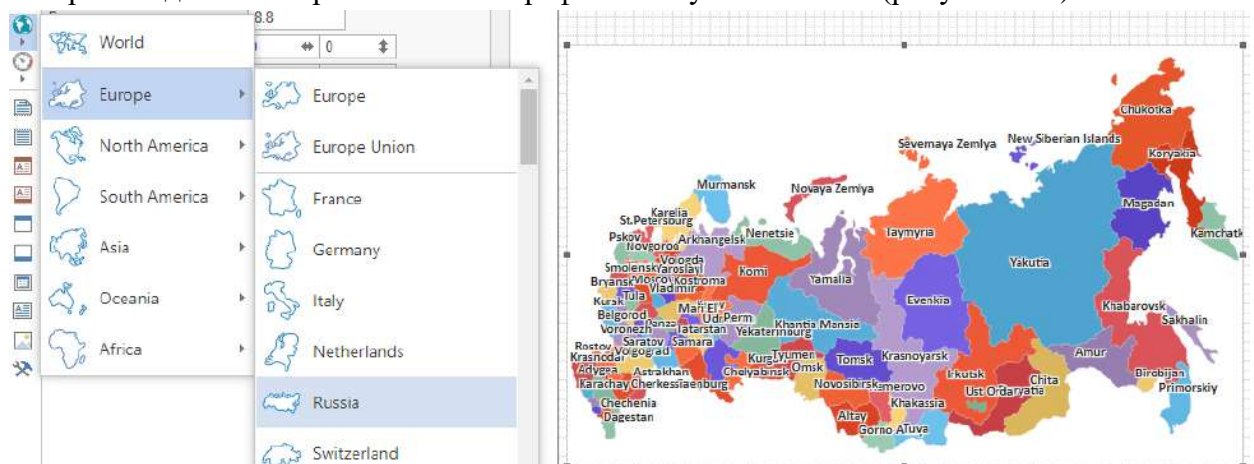 8.8
0
World
Europe
North America
South America
Asia
Oceania
Africa
Europe
Europe Union
France
Germany
Italy
Netherlands
Russia
Switzerland
Chukotka
Severnaya Zemlya
New Siberian Islands
Koryakia
Murmansk
Novaya Zemlya
Magadan
Karelia
St.Petersburg
Kamchatk
Pskov
Novgorod
Arkhangelsk
Nenetsie
Taymyria
Vologda
Smolensk
Yaroslavl
Komi
Yamalia
Yakutia
Bryansk
Kostroma
Vladimir
Kursk
Tula
Mari El
Evenkia
Khabarovsk
Belgorod
Perm
Khantia-Mansia
Sakhalin
Voronezh
Penza
Tatarstan
Yekaterinburg
Rostov
Saratov
Samara
Krasnodar
Volgograd
Tyumen
Tomsk
Krasnoyarsk
Amur
Adygea
Astrakhan
Chelyabinsk
Omsk
Irkutsk
Chita
Birobijan
Karachay
Cherkessia
Novosibirsk
Ust Orda
Primorskiy
Chechenia
Khakassia
Dagestan
Altay
Gorno A
Tuva